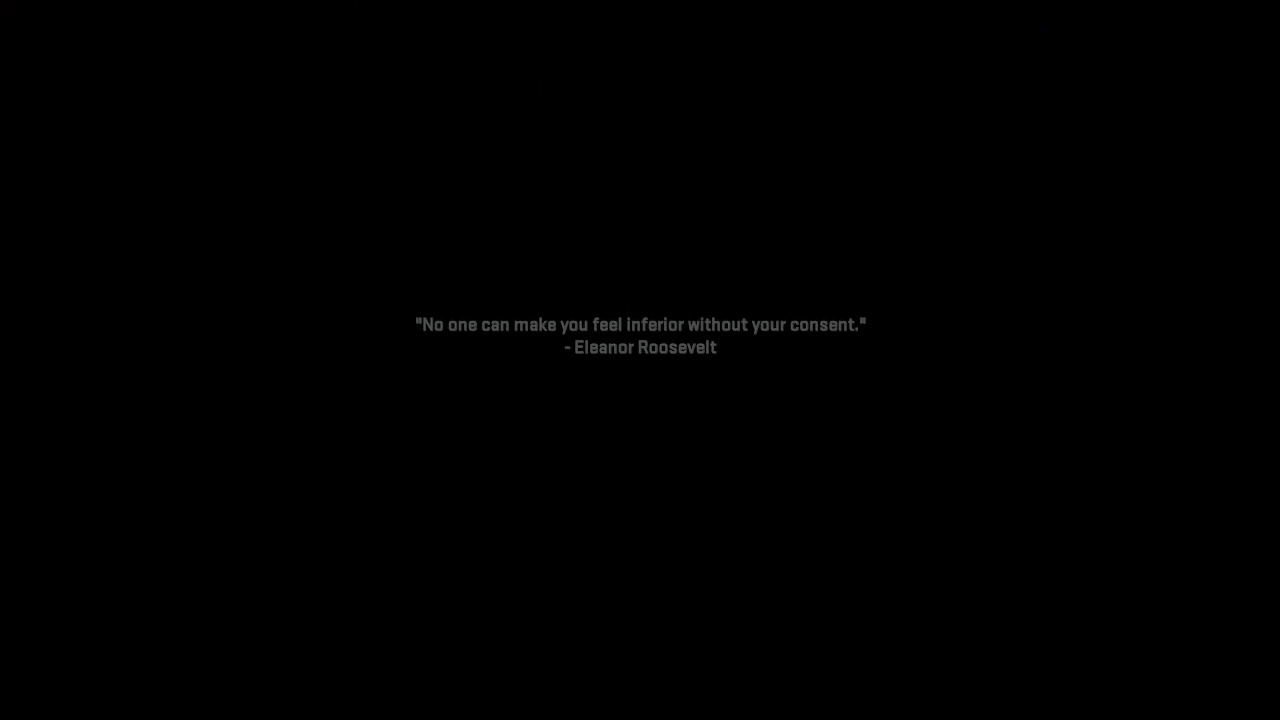 "No one can make you feel inferior without your consent."
- Eleanor Roosevelt